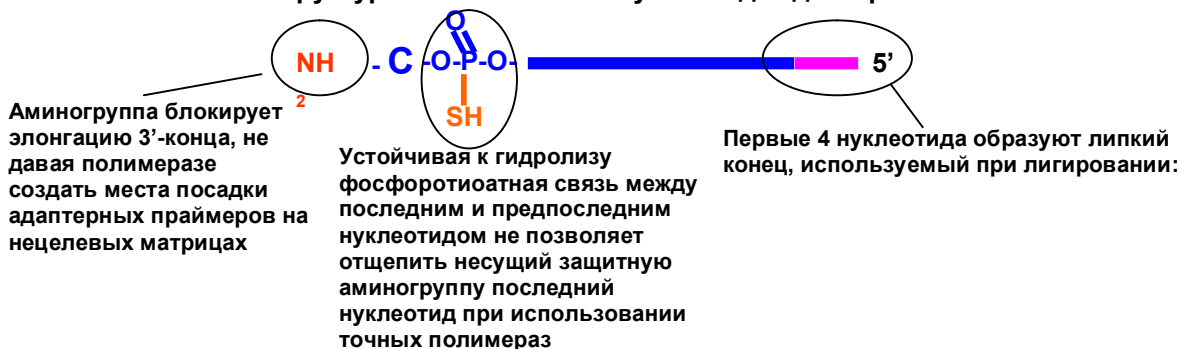 NH
2
- C -O-P-O-
O
SH
5’
Аминогруппа блокирует
элонгацию 3’-конца, не
давая полимеразе
создать места посадки
адаптерных праймеров на
нецелевых матрицах
Устойчивая к гидролизу
фосфоротиоатная связь между
последним и предпоследним
нуклеотидом не позволяет
отщепить несущий защитную
аминогруппу последний
нуклеотид при использовании
точных полимераз
Первые 4 нуклеотида образуют липкий
конец, используемый при лигировании: